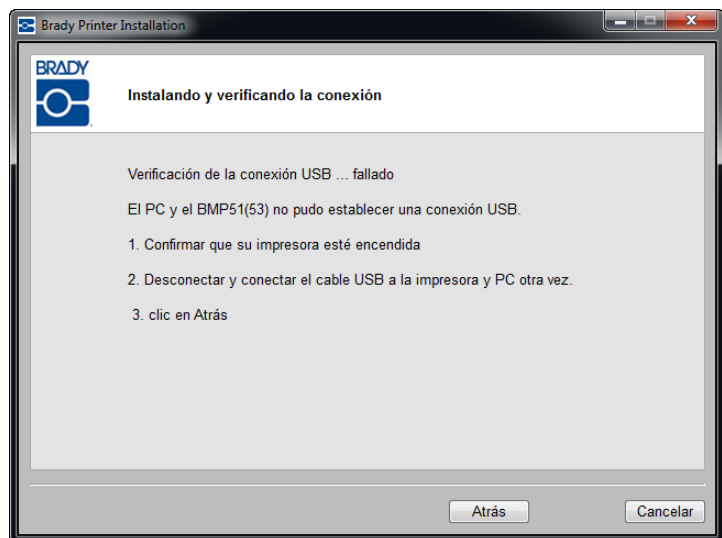 Brady Printer Installation
BRADY
Instalando y verificando la conexión
Verificación de la conexión USB ... fallado
El PC y el BMP51(53) no pudo establecer una conexión USB.
1. Confirmar que su impresora esté encendida
2. Desconectar y conectar el cable USB a la impresora y PC otra vez.
3. clic en Atrás
Atrás
Cancelar